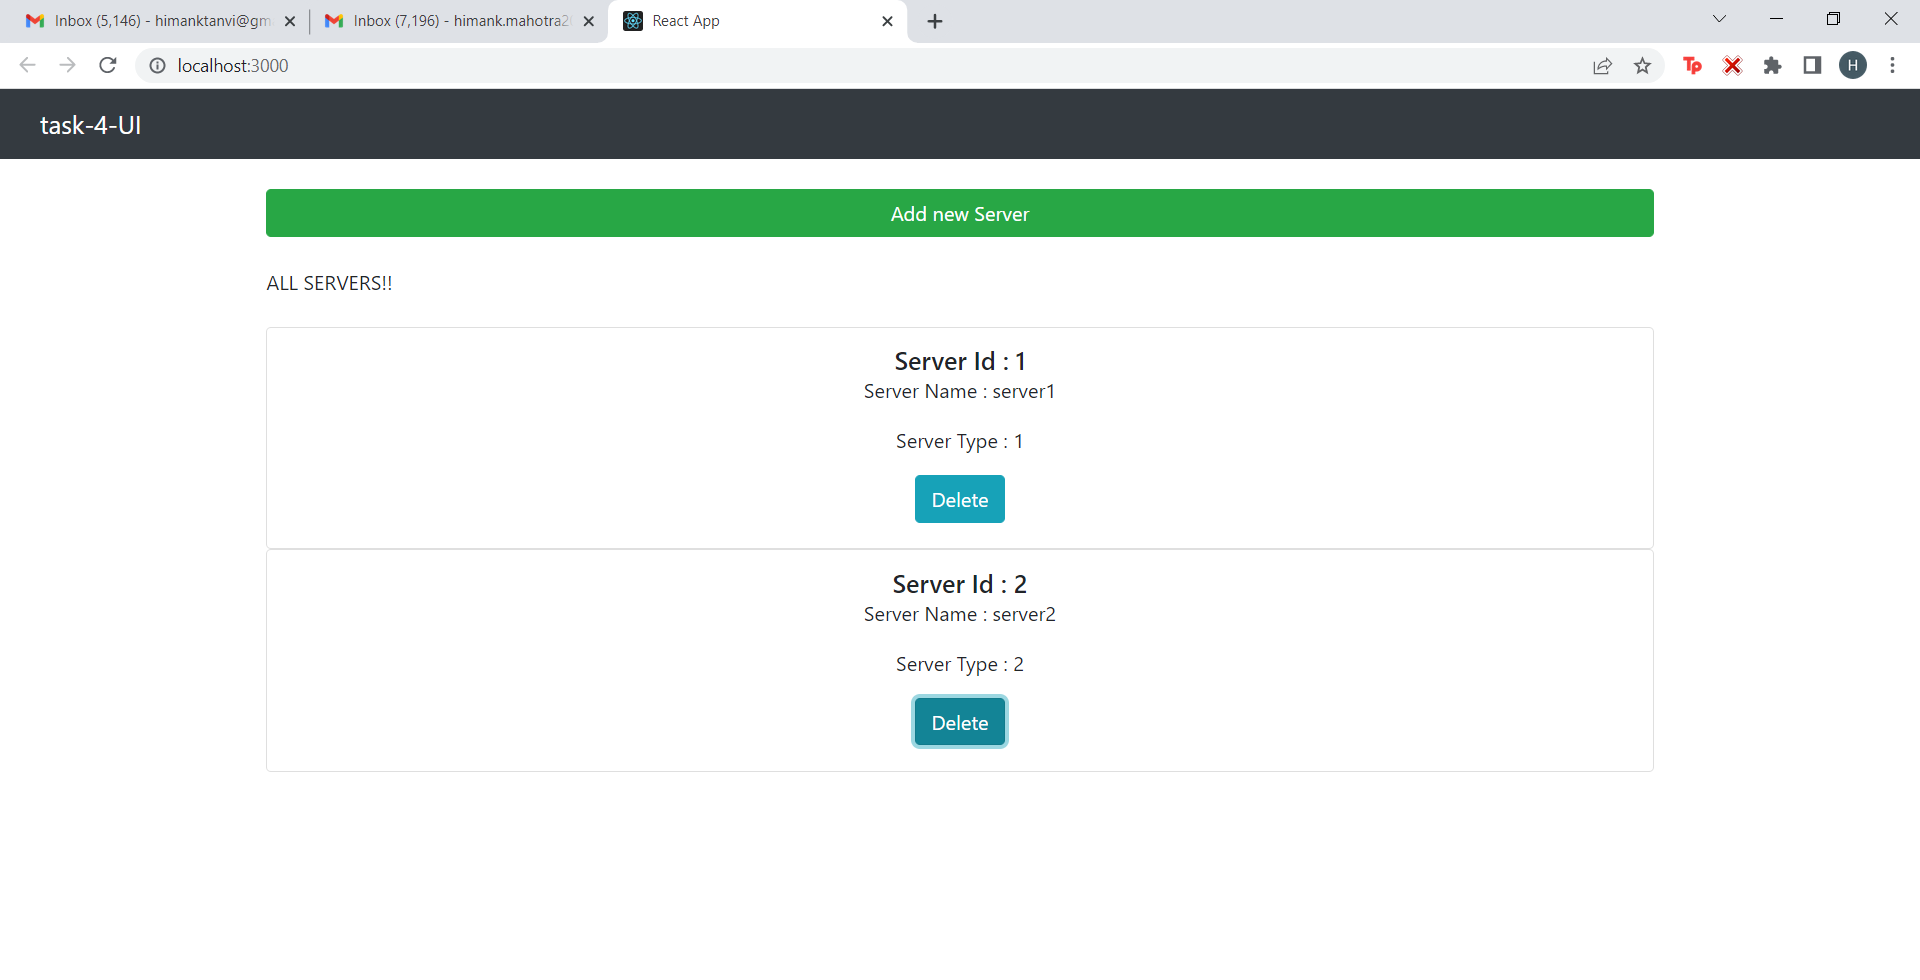 Inbox (5,146) - himanktanvi@gm
Inbox (7,196) - himank.mahotra2
React App
localhost:3000
Tp
H
task-4-UI
Add new Server
ALL SERVERS!!
Server Id : 1
Server Name : server1
Server Type : 1
Delete
Server Id : 2
Server Name : server2
Server Type : 2
Delete